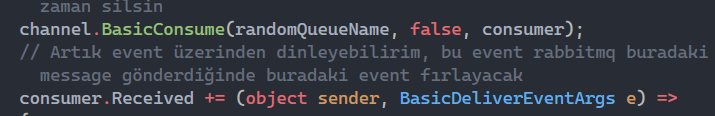 zaman silsin
channel.BasicConsume(randomQueueName, false, consumer);
// Artık event üzerinden dinleyebilirim, bu event rabbitmq buradaki
message gönderdiğinde buradaki event fırlayacak
consumer.Received += (object sender, BasicDeliverEventArgs e) =>